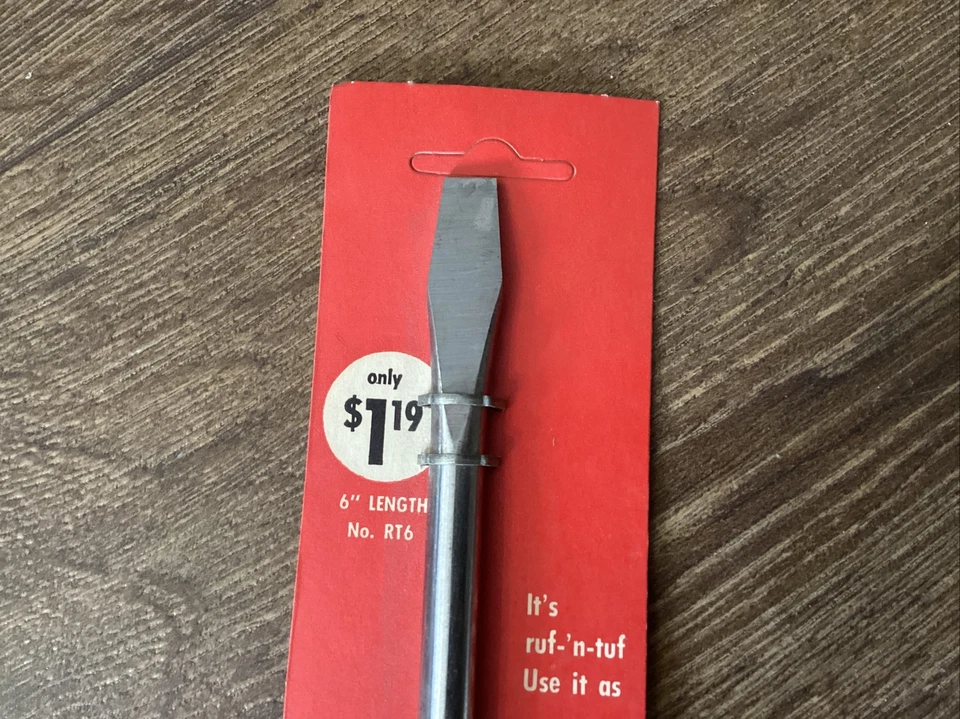 only
$1 19
6" LENGTH
No. RT6
It's
ruf-'n-tuf
Use it as